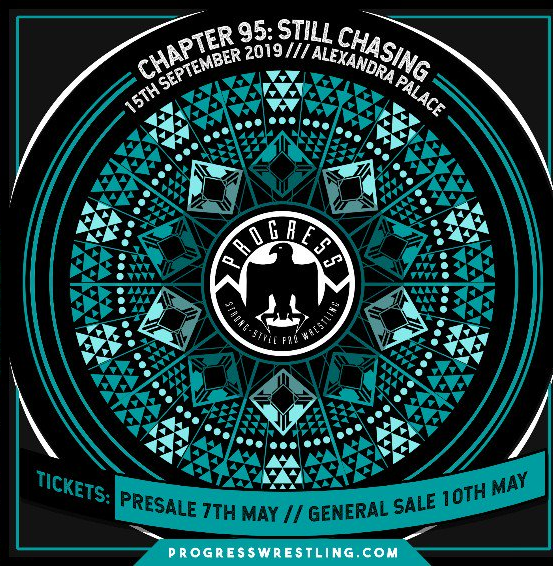 CHAPTER 95: STILL CHASING
15TH SEPTEMBER 2019 /// ALEXANDRA PALACE
PROGRESS
STRONG-STYLE PRO WRESTLING
TICKETS: PRESALE 7TH MAY // GENERAL SALE 10TH MAY
PROGRESSWRESTLING.COM